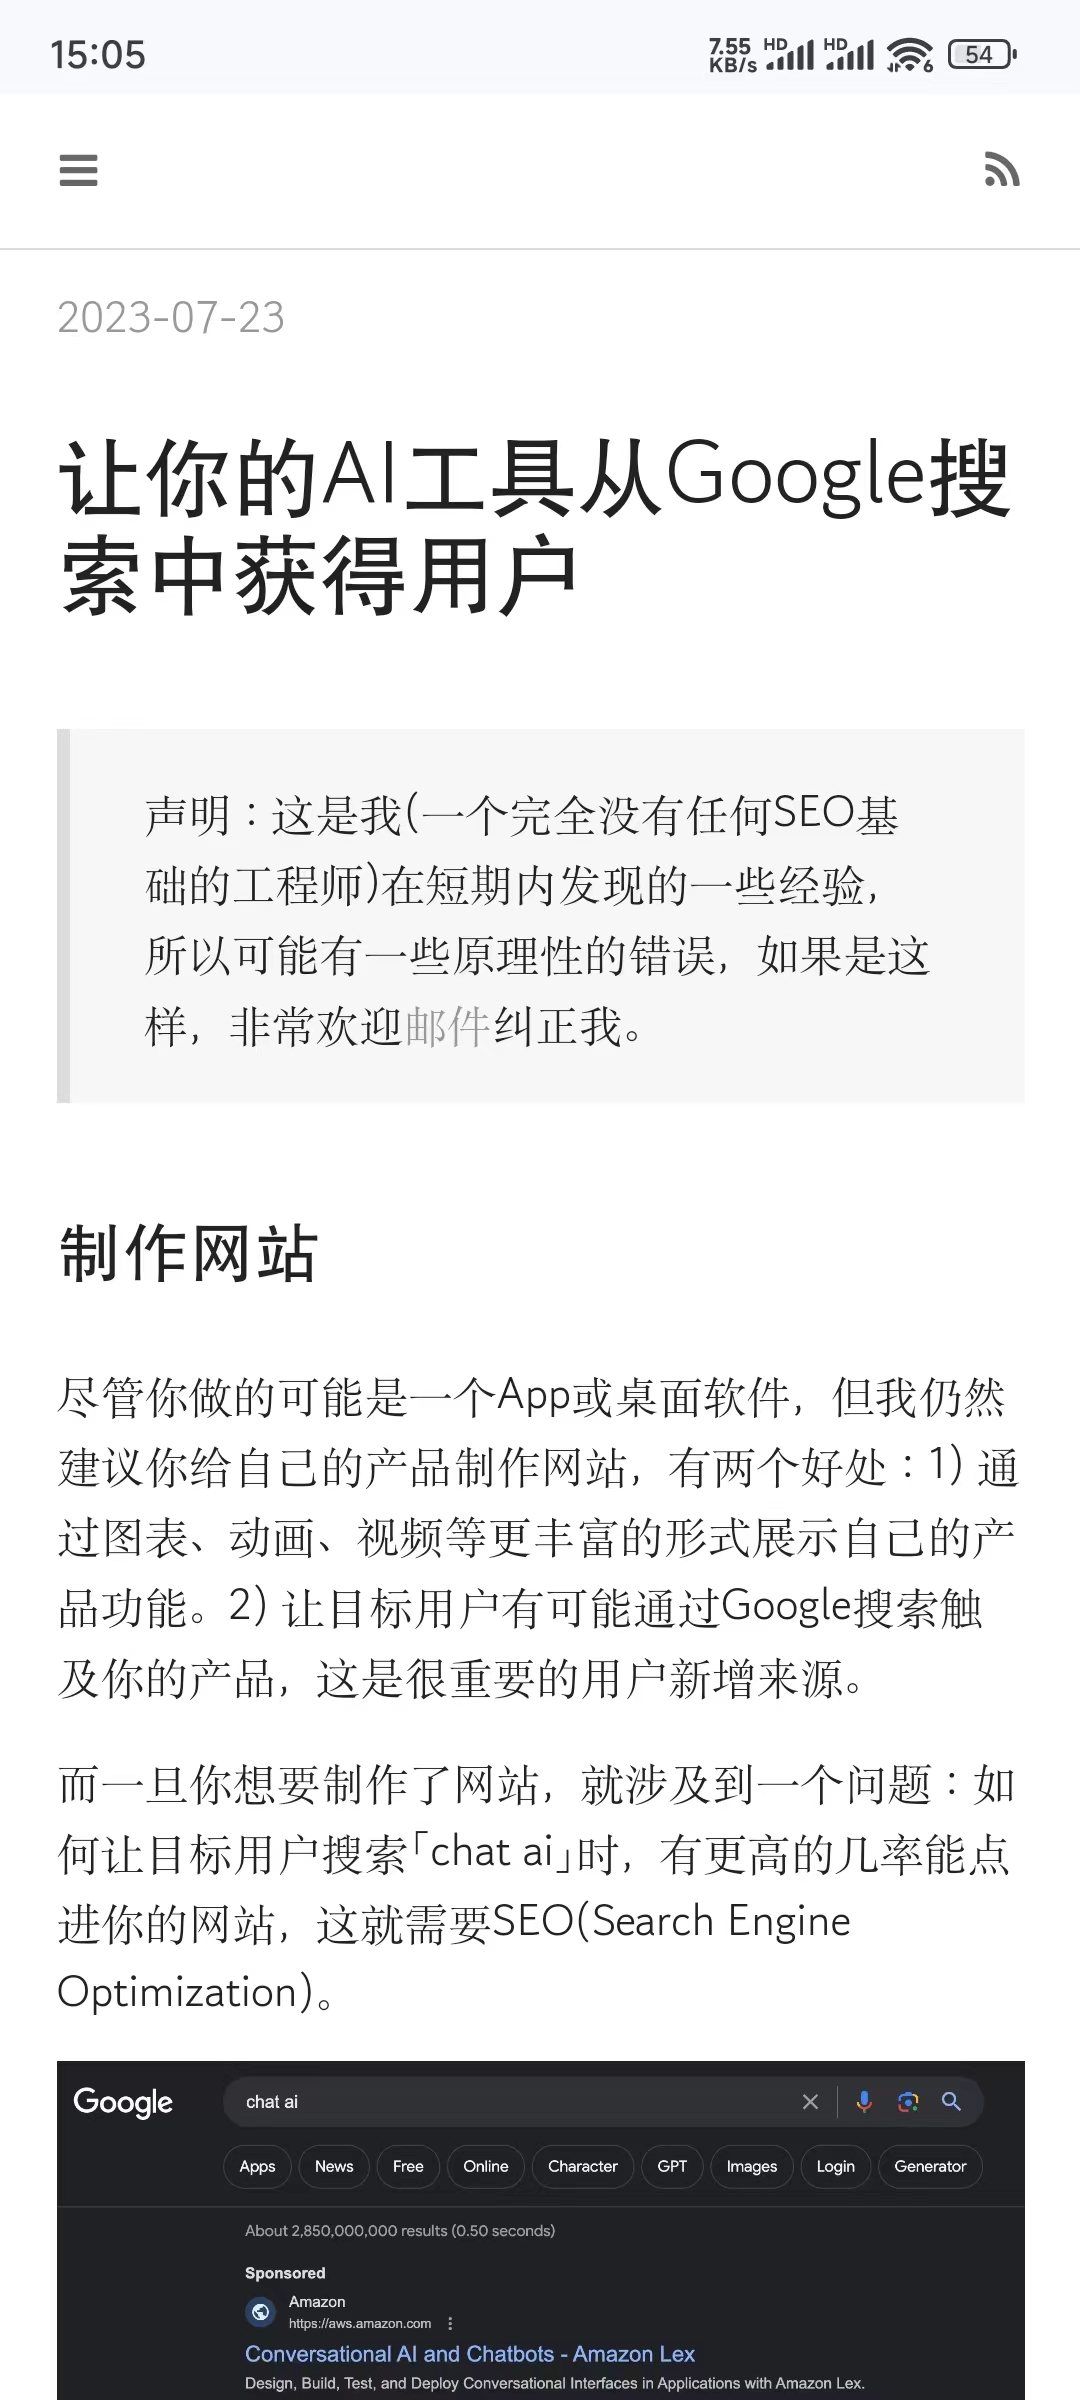 15:05
7.55 KB/s HD HD 6 54
2023-07-23
让你的AI工具从Google搜
索中获得用户
声明：这是我(一个完全没有任何SEO基
础的工程师)在短期内发现的一些经验，
所以可能有一些原理性的错误，如果是这
样，非常欢迎邮件纠正我。
制作网站
尽管你做的可能是一个App或桌面软件，但我仍然
建议你给自己的产品制作网站，有两个好处：1) 通
过图表、动画、视频等更丰富的形式展示自己的产
品功能。2) 让目标用户有可能通过Google搜索触
及你的产品，这是很重要的用户新增来源。
而一旦你想要制作了网站，就涉及到一个问题：如
何让目标用户搜索「chat ai」时，有更高的几率能点
进你的网站，这就需要SEO(Search Engine
Optimization)。
Google chat ai
Apps News Free Online Character GPT Images Login Generator
About 2,850,000,000 results (0.50 seconds)
Sponsored
Amazon
https://aws.amazon.com
Conversational AI and Chatbots - Amazon Lex
Design, Build, Test, and Deploy Conversational Interfaces in Applications with Amazon Lex.